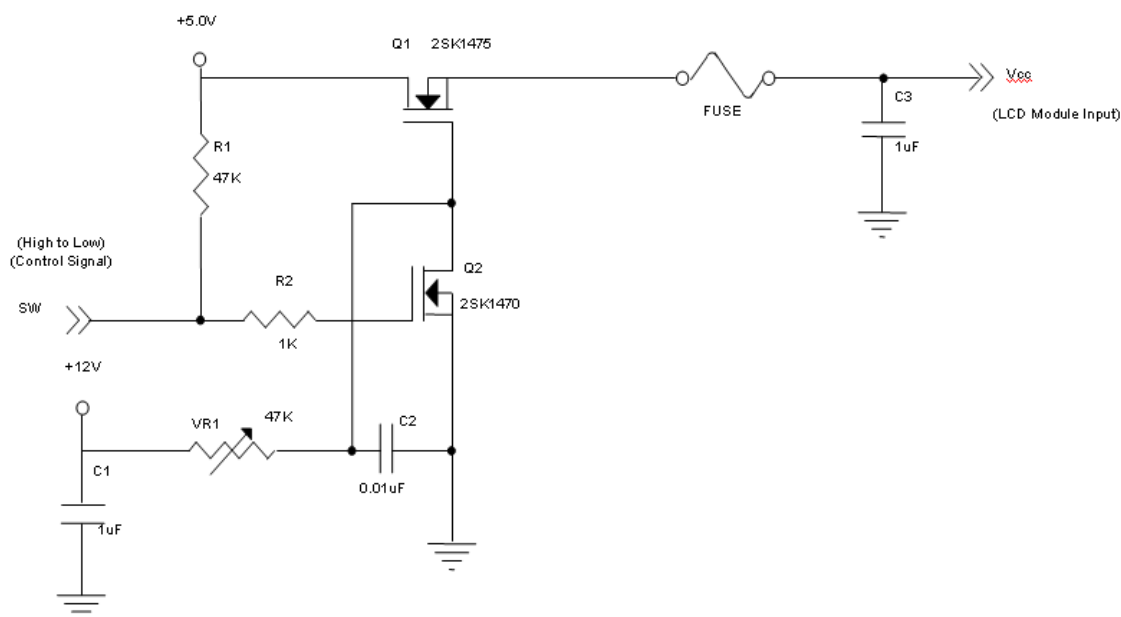 +5.0V
Q1 2SK1475
Vcc
C3
FUSE
(LCD Module Input)
R1
1uF
47K
(High to Low)
(Control Signal)
Q2
R2
SW
2SK1470
1K
+12V
VR1
47K
C2
C1
0.01uF
1uF